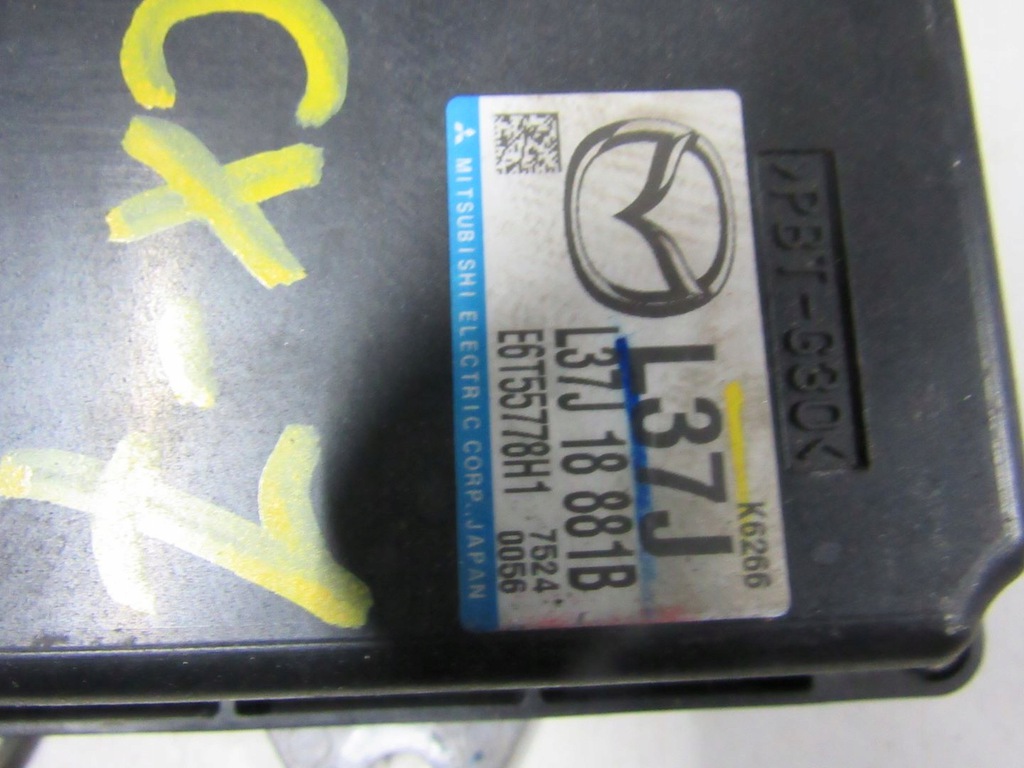 CX-7
K6266
L37J
L37J 18 881B
E6T55778H1 7524
0056
MITSUBISHI ELECTRIC CORP. JAPAN
>PBT-G30<